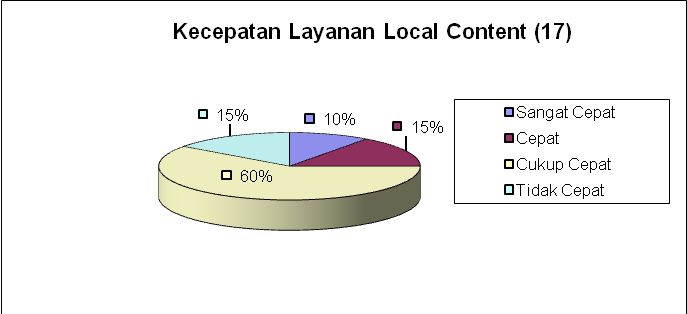 Kecepatan Layanan Local Content (17)
15%
10%
15%
60%
Sangat Cepat
Cepat
Cukup Cepat
Tidak Cepat